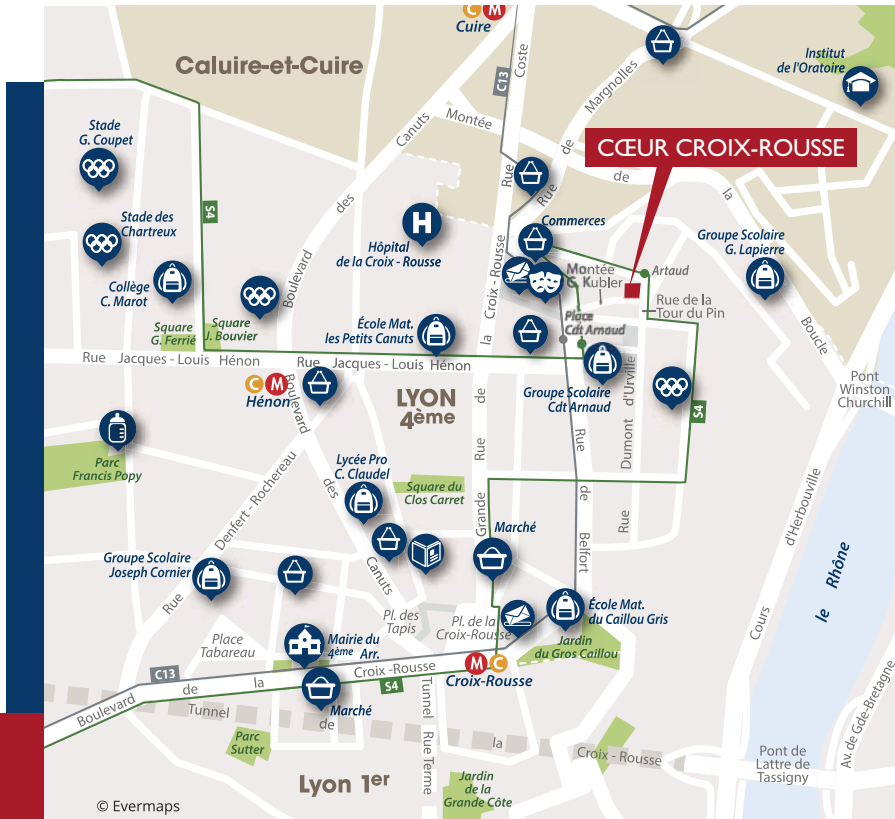 C M
Cuire
Caluire-et-Cuire
C13
Coste
Rue
Margnolles
de
Rue
Institut
de l'Oratoire
Canuts
des
Boulevard
Montée
de
la
Boucle
CŒUR CROIX-ROUSSE
Stade
G. Coupet
Stade des
Chartreux
Collège
C. Marot
S4
H
Hôpital
de la Croix - Rousse
Commerces
Groupe Scolaire
G. Lapierre
Montée
G. Kubler
Artaud
Rue de la
Tour du Pin
Place
Cdt Arnaud
Square
G. Ferrié
Square
J. Bouvier
École Mat.
les Petits Canuts
Rue Jacques-Louis Hénon
Rue Jacques-Louis Hénon
Grande
Rue
de
la
Croix - Rousse
C M
Hénon
LYON
4ème
Groupe Scolaire
Cdt Arnaud
Rue
Dumont d'Urville
S4
Pont
Winston
Churchill
Parc
Francis Popy
Rue
Denfert - Rochereau
Boulevard
des
Canuts
Lycée Pro
C. Claudel
Square du
Clos Carret
Marché
Rue
de
Belfort
Cours
d'Herbouville
le Rhône
Groupe Scolaire
Joseph Cornier
Pl. des
Tapis
Pl. de la
Croix-Rousse
École Mat.
du Caillou Gris
Jardin
du Gros Caillou
Place
Tabareau
Mairie du
4ème Arr.
M C
Croix-Rousse
C13
Boulevard de la Croix -Rousse
S4
Marché
Tunnel de la Croix - Rousse
Tunnel Rue Terme
Parc
Sutter
Lyon 1er
Jardin
de la
Grande Côte
Pont de
Lattre de
Tassigny
Av. de Gde-Bretagne
© Evermaps